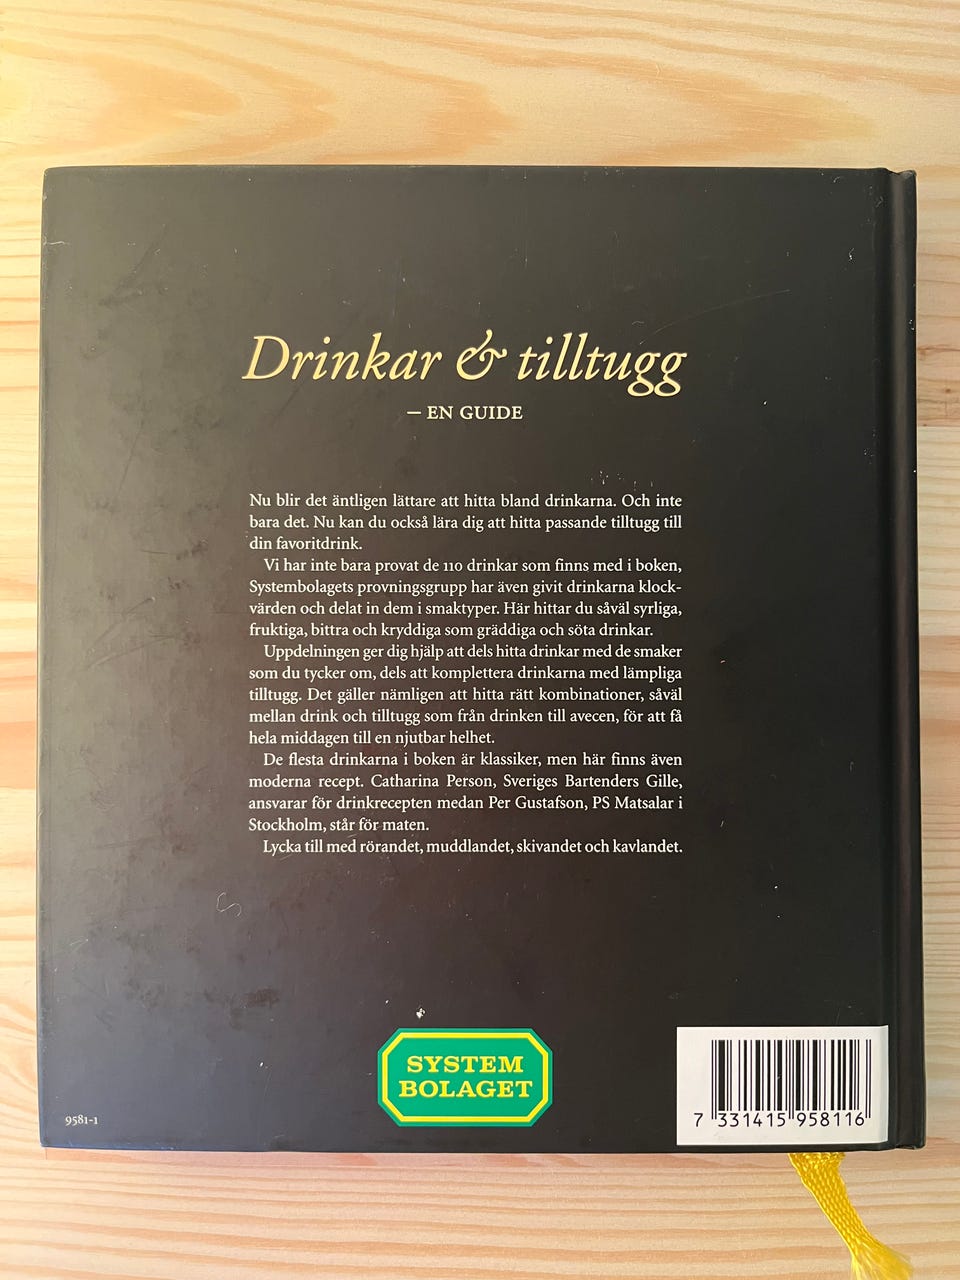 Drinkar & tilltugg
– EN GUIDE
Nu blir det äntligen lättare att hitta bland drinkarna. Och inte
bara det. Nu kan du också lära dig att hitta passande tilltugg till
din favoritdrink.
Vi har inte bara provat de 110 drinkar som finns med i boken,
Systembolagets provningsgrupp har även givit drinkarna klock-
värden och delat in dem i smaktyper. Här hittar du såväl syrliga,
fruktiga, bittra och kryddiga som gräddiga och söta drinkar.
Uppdelningen ger dig hjälp att dels hitta drinkar med de smaker
som du tycker om, dels att komplettera drinkarna med lämpliga
tilltugg. Det gäller nämligen att hitta rätt kombinationer, såväl
mellan drink och tilltugg som från drinken till avecen, för att få
hela middagen till en njutbar helhet.
De flesta drinkarna i boken är klassiker, men här finns även
moderna recept. Catharina Person, Sveriges Bartenders Gille,
ansvarar för drinkrecepten medan Per Gustafson, PS Matsalar i
Stockholm, står för maten.
Lycka till med rörandet, muddlandet, skivandet och kavlandet.
SYSTEM
BOLAGET
9581-1
7 331415 958116